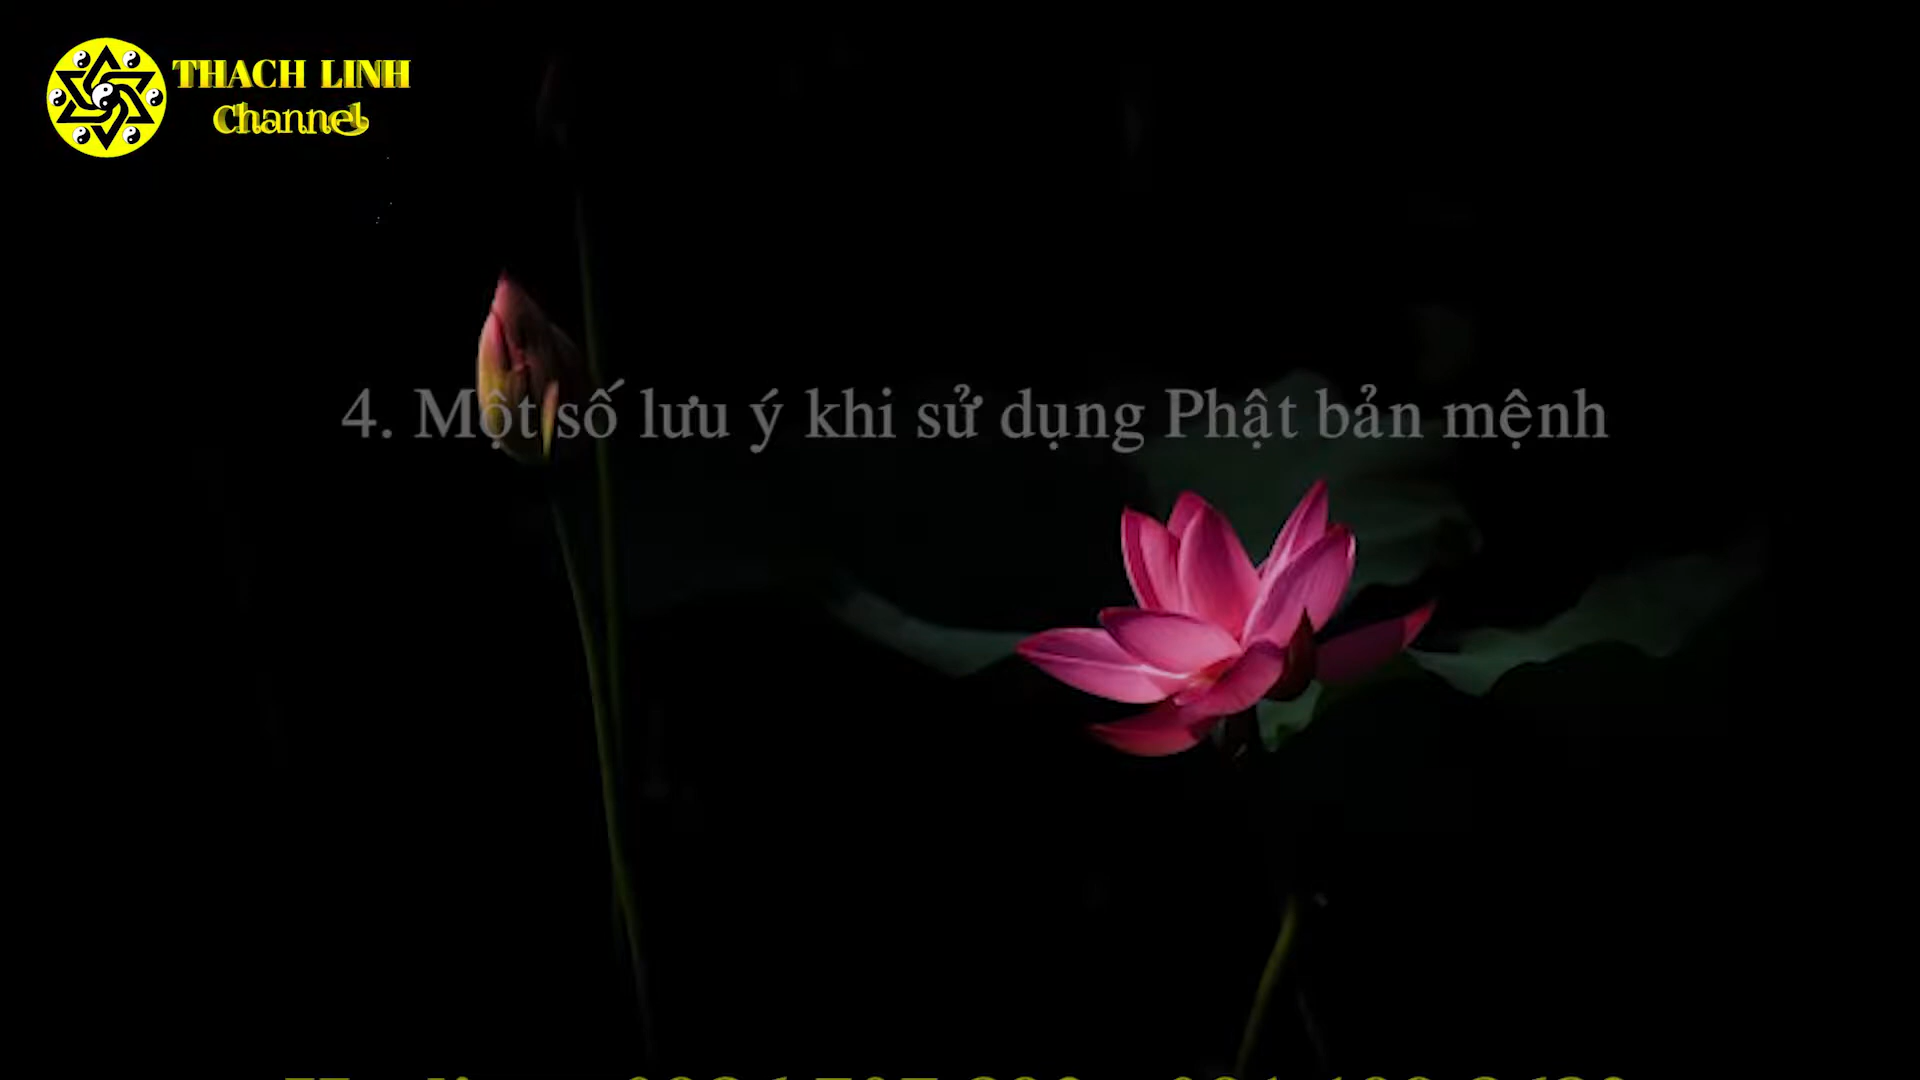 THACH LINH
Channel
4. Một số lưu ý khi sử dụng Phật bản mệnh